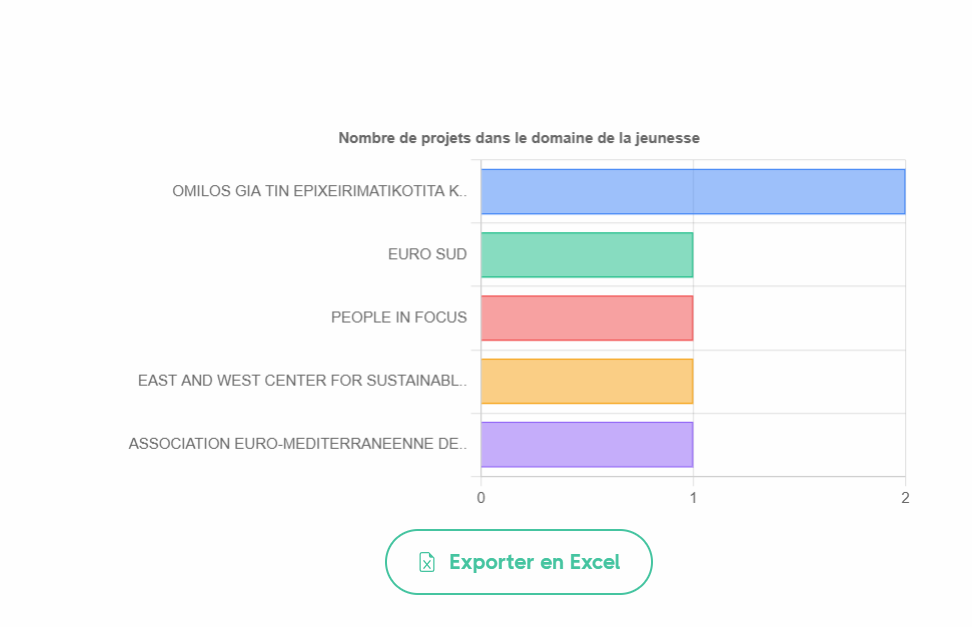 Nombre de projets dans le domaine de la jeunesse
OMILOS GIA TIN EPIXEIRIMATIKOTITA K..
EURO SUD
PEOPLE IN FOCUS
EAST AND WEST CENTER FOR SUSTAINABL..
ASSOCIATION EURO-MEDITERRANEENNE DE..
0 1 2
Exporter en Excel